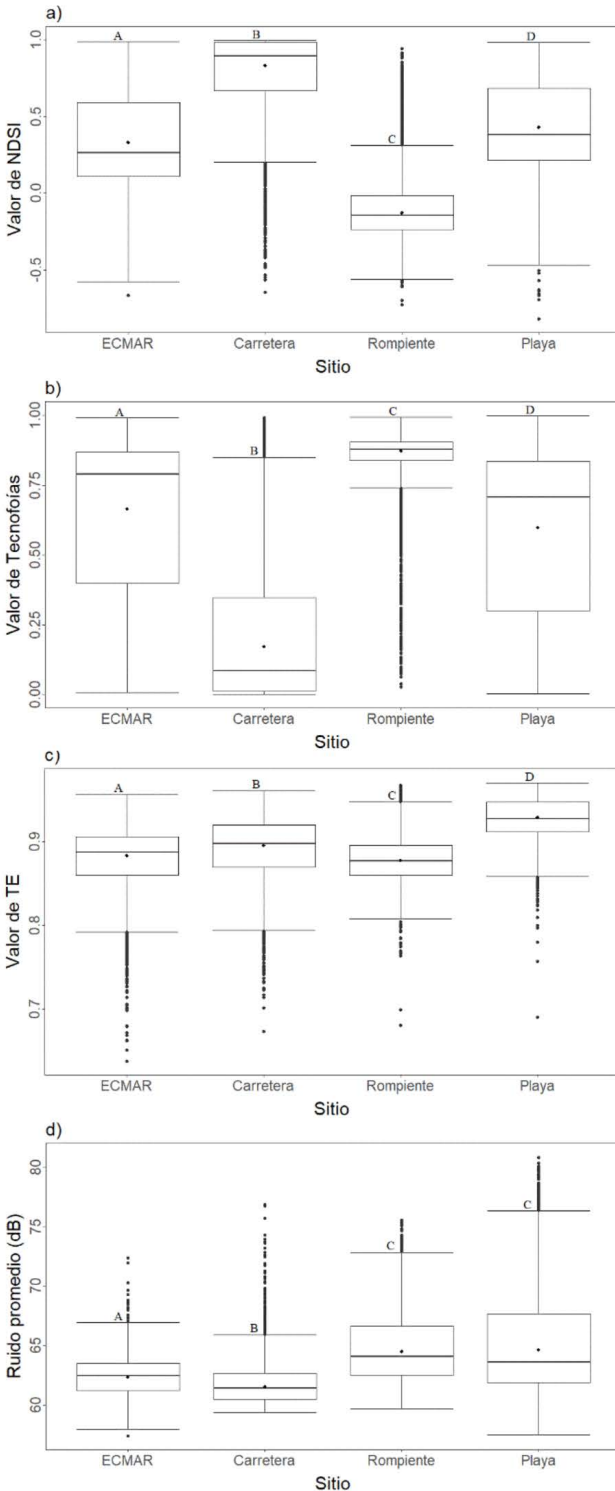 a)
Valor de NDSI
1.0
0.5
0.0
-0.5
A
B
C
D
ECMAR Carretera Rompiente Playa
Sitio
b)
Valor de Tecnofoías
1.00
0.75
0.50
0.25
0.00
A
B
C
D
ECMAR Carretera Rompiente Playa
Sitio
c)
Valor de TE
0.9
0.8
0.7
A
B
C
D
ECMAR Carretera Rompiente Playa
Sitio
d)
Ruido promedio (dB)
80
75
70
65
60
A
B
C
C
ECMAR Carretera Rompiente Playa
Sitio